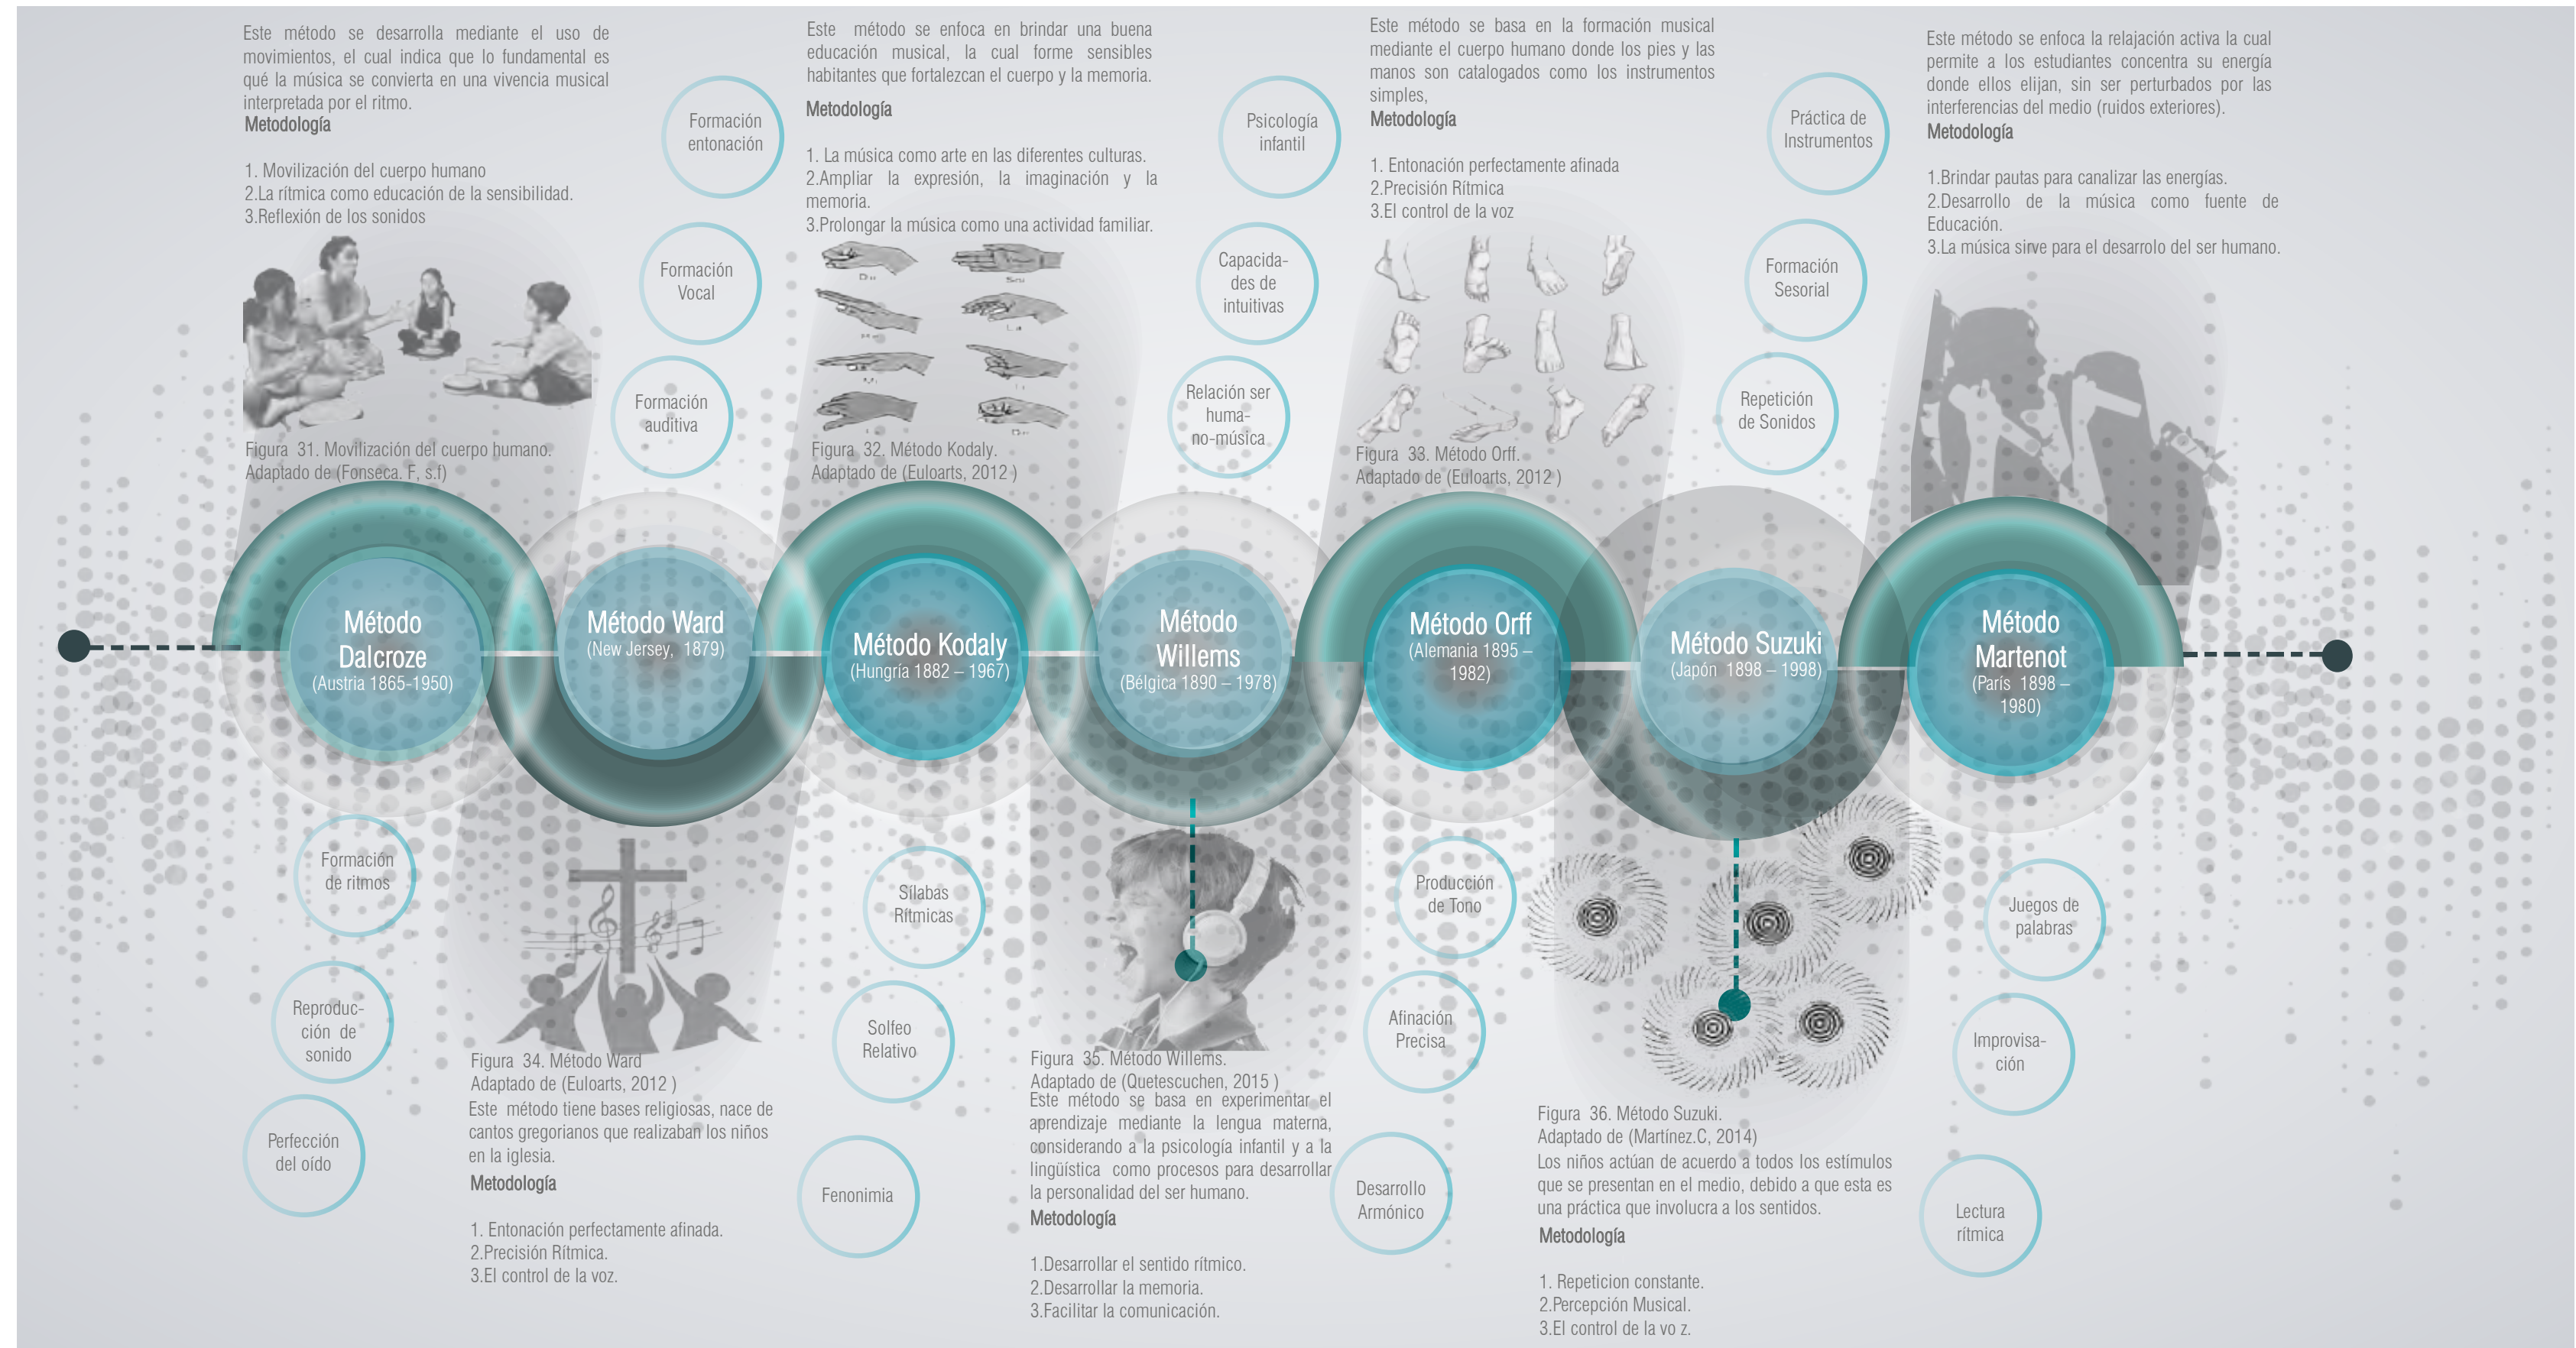 Este método se desarrolla mediante el uso de
movimientos, el cual indica que lo fundamental es
qué la música se convierta en una vivencia musical
interpretada por el ritmo.
Metodología
1. Movilización del cuerpo humano
2.La rítmica como educación de la sensibilidad.
3.Reflexión de los sonidos
Figura 31. Movilización del cuerpo humano.
Adaptado de (Fonseca. F, s.f)
Formación
entonación
Formación
Vocal
Formación
auditiva
Este método se enfoca en brindar una buena
educación musical, la cual forme sensibles
habitantes que fortalezcan el cuerpo y la memoria.
Metodología
1. La música como arte en las diferentes culturas.
2.Ampliar la expresión, la imaginación y la
memoria.
3.Prolongar la música como una actividad familiar.
Figura 32. Método Kodaly.
Adaptado de (Euloarts, 2012 )
Psicología
infantil
Capacida-
des de
intuitivas
Relación ser
huma-
no-música
Este método se basa en la formación musical
mediante el cuerpo humano donde los pies y las
manos son catalogados como los instrumentos
simples,
Metodología
1. Entonación perfectamente afinada
2.Precisión Rítmica
3.El control de la voz
Figura 33. Método Orff.
Adaptado de (Euloarts, 2012 )
Práctica de
Instrumentos
Formación
Sesorial
Repetición
de Sonidos
Este método se enfoca la relajación activa la cual
permite a los estudiantes concentra su energía
donde ellos elijan, sin ser perturbados por las
interferencias del medio (ruidos exteriores).
Metodología
1.Brindar pautas para canalizar las energías.
2.Desarrollo de la música como fuente de
Educación.
3.La música sirve para el desarrolo del ser humano.
Método
Dalcroze
(Austria 1865-1950)
Método Ward
(New Jersey, 1879)
Método Kodaly
(Hungría 1882 – 1967)
Método
Willems
(Bélgica 1890 – 1978)
Método Orff
(Alemania 1895 –
1982)
Método Suzuki
(Japón 1898 – 1998)
Método
Martenot
(París 1898 –
1980)
Formación
de ritmos
Reproduc-
ción de
sonido
Perfección
del oído
Figura 34. Método Ward
Adaptado de (Euloarts, 2012 )
Este método tiene bases religiosas, nace de
cantos gregorianos que realizaban los niños
en la iglesia.
Metodología
1. Entonación perfectamente afinada.
2.Precisión Rítmica.
3.El control de la voz.
Sílabas
Rítmicas
Solfeo
Relativo
Fenonimia
Figura 35. Método Willems.
Adaptado de (Quetescuchen, 2015 )
Este método se basa en experimentar el
aprendizaje mediante la lengua materna,
considerando a la psicología infantil y a la
lingüística como procesos para desarrollar
la personalidad del ser humano.
Metodología
1.Desarrollar el sentido rítmico.
2.Desarrollar la memoria.
3.Facilitar la comunicación.
Producción
de Tono
Afinación
Precisa
Desarrollo
Armónico
Figura 36. Método Suzuki.
Adaptado de (Martínez.C, 2014)
Los niños actúan de acuerdo a todos los estímulos
que se presentan en el medio, debido a que esta es
una práctica que involucra a los sentidos.
Metodología
1. Repeticion constante.
2.Percepción Musical.
3.El control de la vo z.
Juegos de
palabras
Improvisa-
ción
Lectura
rítmica